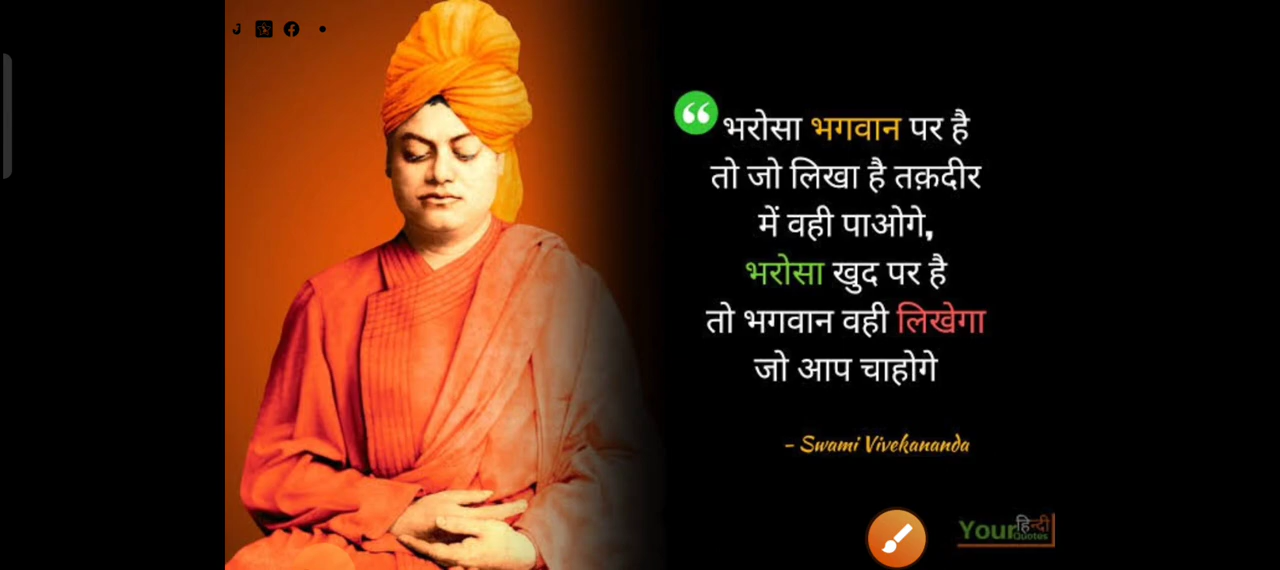 भरोसा भगवान पर है
तो जो लिखा है तक़दीर
में वही पाओगे,
भरोसा खुद पर है
तो भगवान वही लिखेगा
जो आप चाहोगे
– Swami Vivekananda
Your हिन्दी Quotes